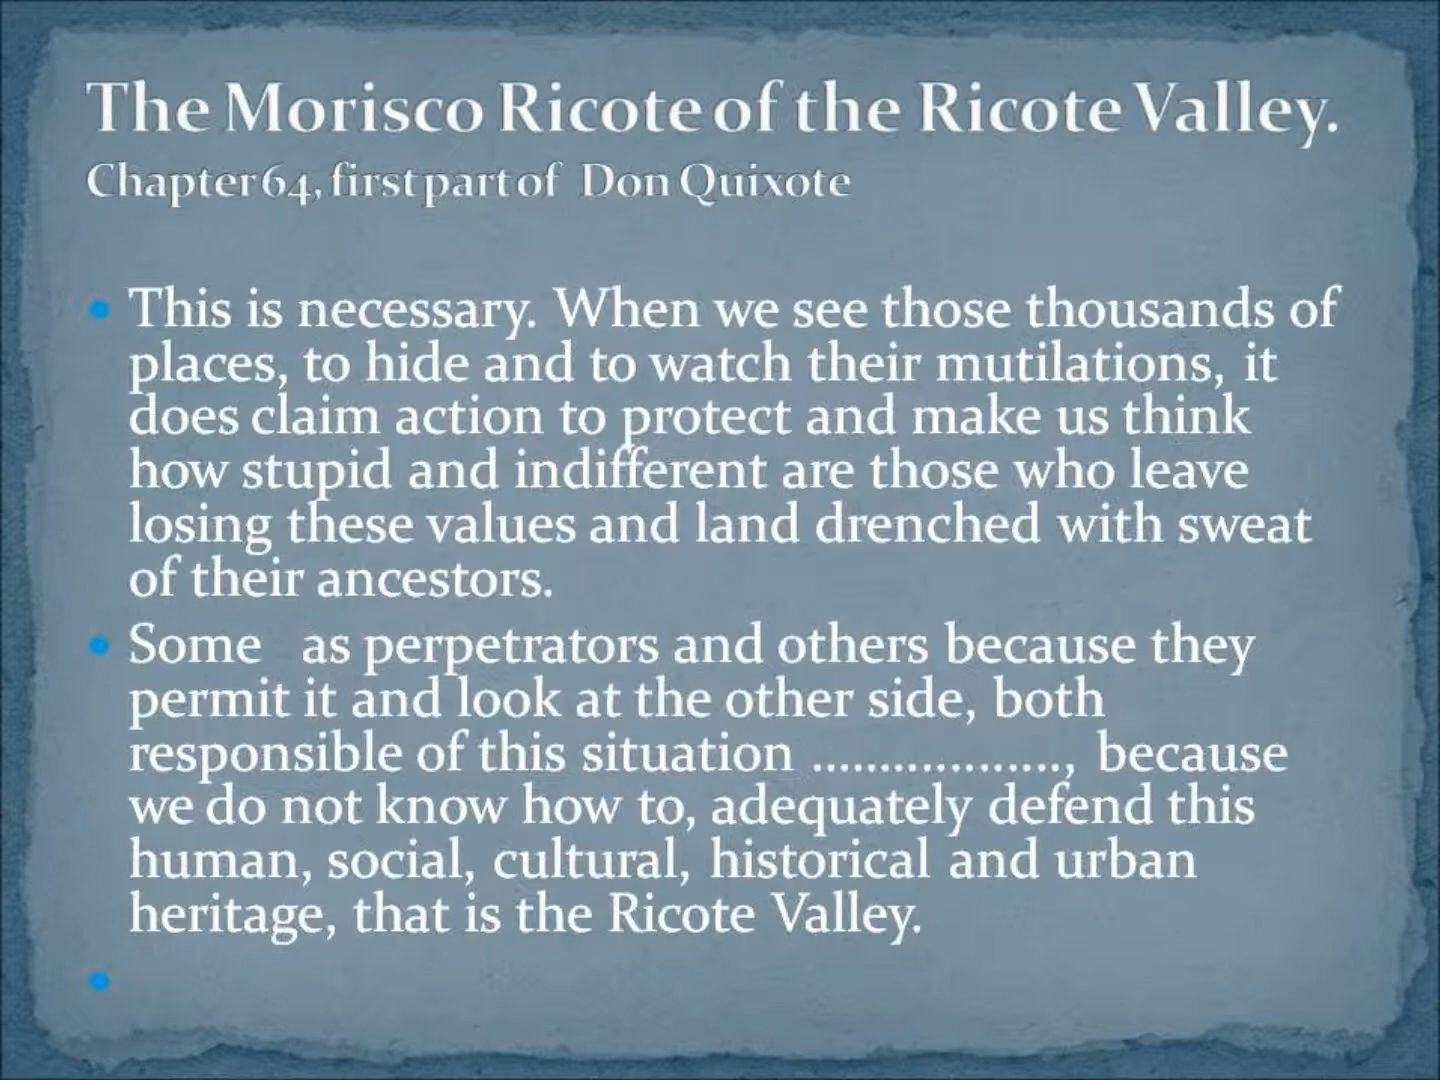 The Morisco Ricote of the Ricote Valley.
Chapter 64, first part of Don Quixote
• This is necessary. When we see those thousands of
places, to hide and to watch their mutilations, it
does claim action to protect and make us think
how stupid and indifferent are those who leave
losing these values and land drenched with sweat
of their ancestors.
• Some as perpetrators and others because they
permit it and look at the other side, both
responsible of this situation .................., because
we do not know how to, adequately defend this
human, social, cultural, historical and urban
heritage, that is the Ricote Valley.
•